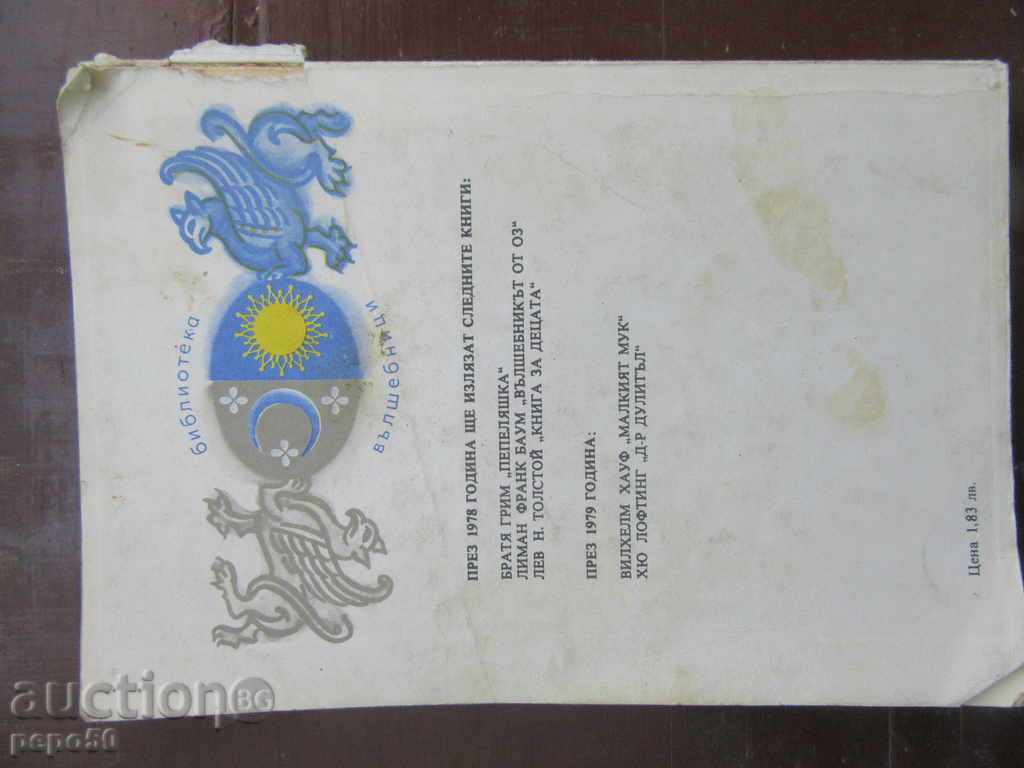 библиотека
вълшебници
ПРЕЗ 1978 ГОДИНА ЩЕ ИЗЛЯЗАТ СЛЕДНИТЕ КНИГИ:
БРАТЯ ГРИМ „ПЕПЕЛЯШКА“
ЛИМАН ФРАНК БАУМ „ВЪЛШЕБНИКЪТ ОТ ОЗ“
ЛЕВ Н. ТОЛСТОЙ „КНИГА ЗА ДЕЦАТА“
ПРЕЗ 1979 ГОДИНА:
ВИЛХЕЛМ ХАУФ „МАЛКИЯТ МУК“
ХЮ ЛОФТИНГ „Д-Р ДУЛИТЪЛ“
Цена 1,83 лв.
auction BG
pepo50